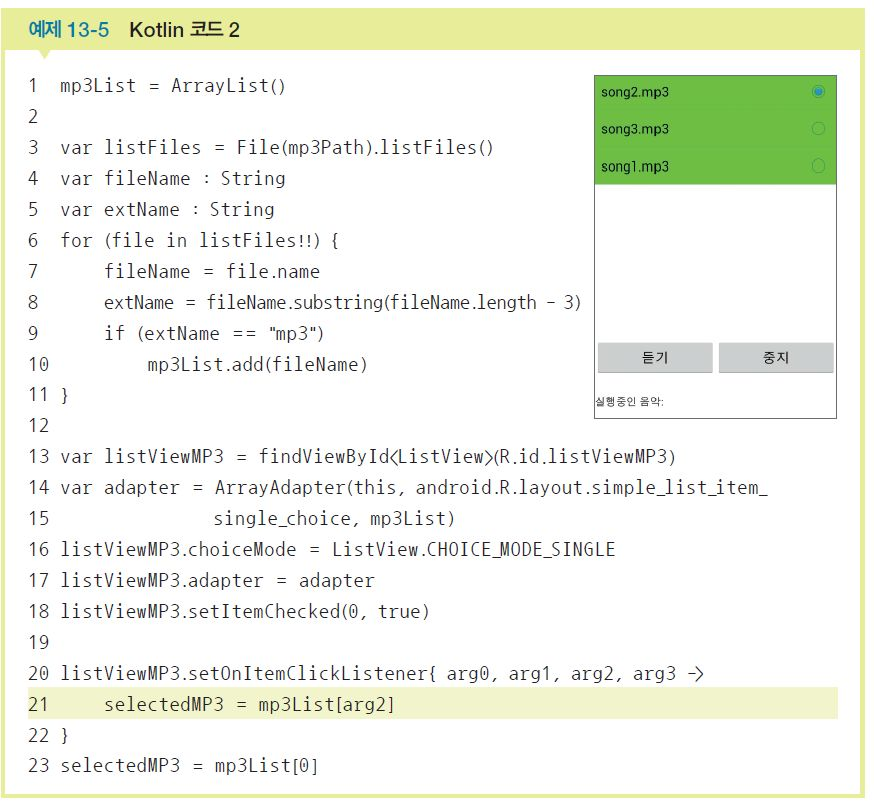 예제 13-5 Kotlin 코드 2
1 mp3List = ArrayList()
2
3 var listFiles = File(mp3Path).listFiles()
4 var fileName : String
5 var extName : String
6 for (file in listFiles!!) {
7 fileName = file.name
8 extName = fileName.substring(fileName.length - 3)
9 if (extName == "mp3")
10 mp3List.add(fileName)
11 }
12
13 var listViewMP3 = findViewById<ListView>(R.id.listViewMP3)
14 var adapter = ArrayAdapter(this, android.R.layout.simple_list_item_
15 single_choice, mp3List)
16 listViewMP3.choiceMode = ListView.CHOICE_MODE_SINGLE
17 listViewMP3.adapter = adapter
18 listViewMP3.setItemChecked(0, true)
19
20 listViewMP3.setOnItemClickListener{ arg0, arg1, arg2, arg3 ->
21 selectedMP3 = mp3List[arg2]
22 }
23 selectedMP3 = mp3List[0]
song2.mp3
song3.mp3
song1.mp3
듣기 중지
실행중인 음악: